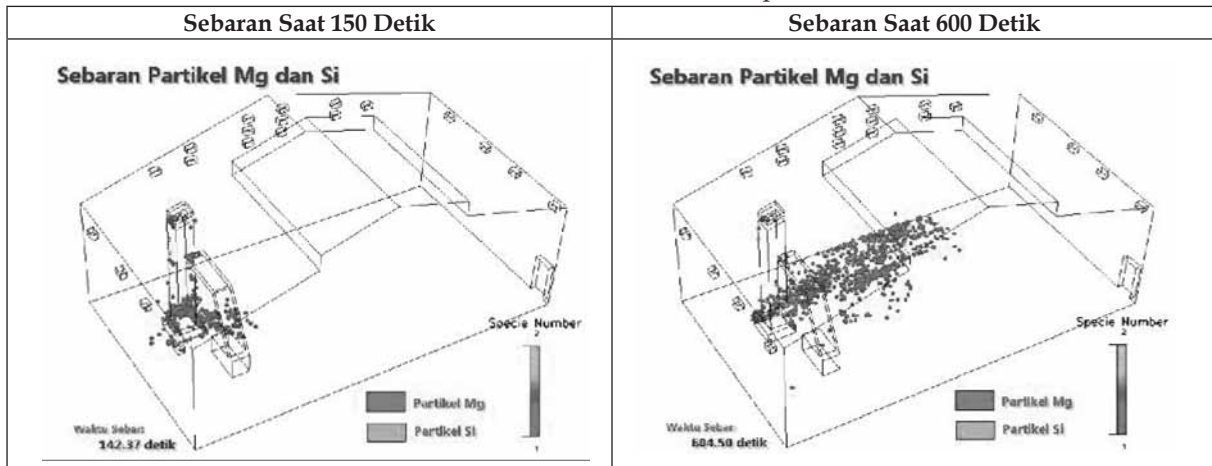 Sebaran Saat 150 Detik
Sebaran Saat 600 Detik
Sebaran Partikel Mg dan Si
Specie Number
2
1
Partikel Mg
Partikel Si
Waktu Sebar:
142.37 detik
Sebaran Partikel Mg dan Si
Specie Number
2
1
Partikel Mg
Partikel Si
Waktu Sebar:
604.50 detik